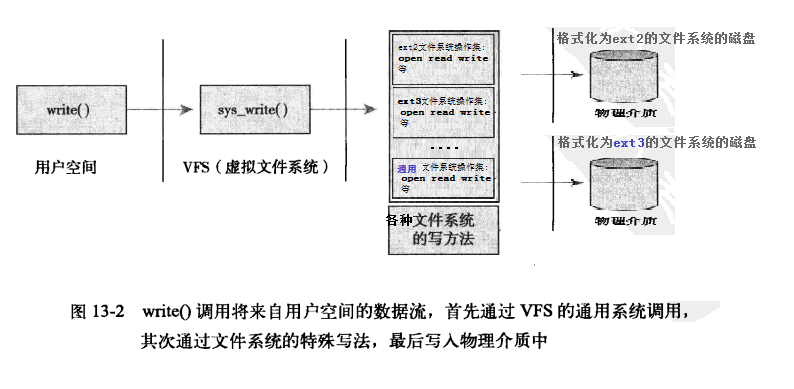 write()
用户空间
sys_write()
VFS（虚拟文件系统）
ext2文件系统操作集:
open read write
等
ext3文件系统操作集:
open read write
等
....
通用 文件系统操作集:
open read write
等
各种文件系统
的写方法
格式化为ext2的文件系统的磁盘
物理介质
格式化为ext3的文件系统的磁盘
物理介质
图 13-2 write() 调用将来自用户空间的数据流，首先通过 VFS 的通用系统调用，
其次通过文件系统的特殊写法，最后写入物理介质中